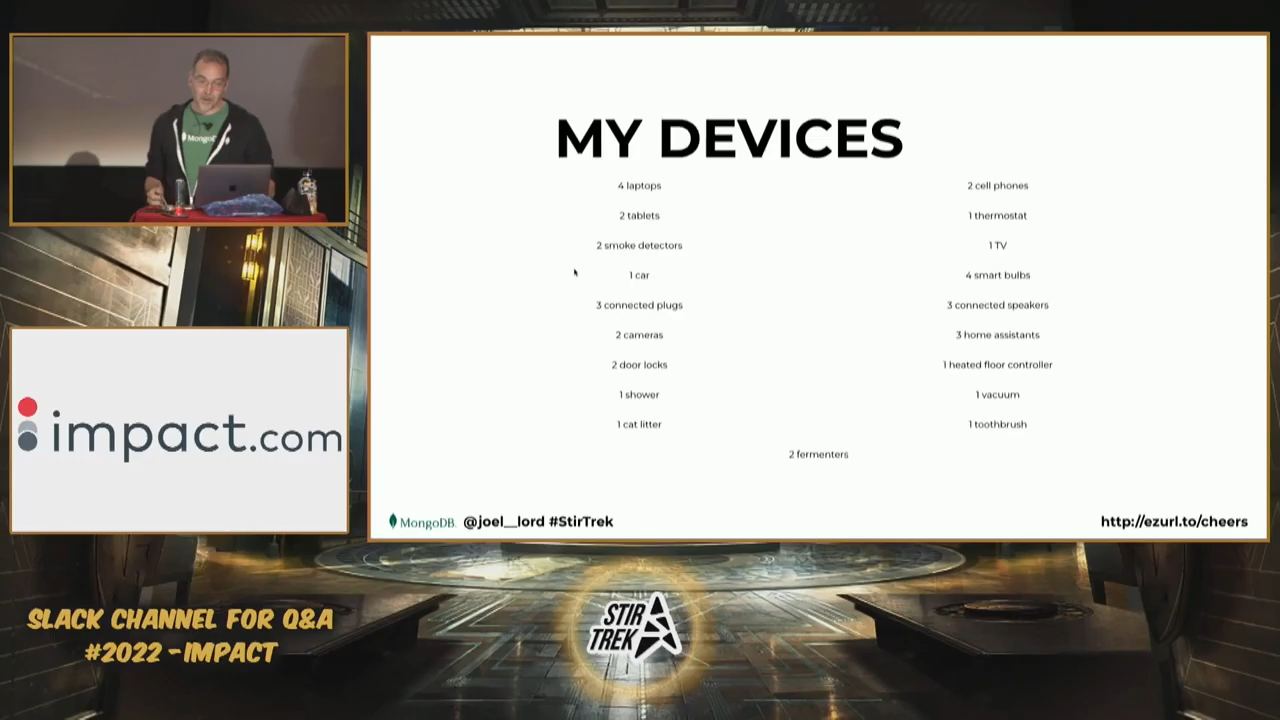 MongoDB
impact.com
SLACK CHANNEL FOR Q&A
#2022 - IMPACT
MY DEVICES
4 laptops
2 cell phones
2 tablets
1 thermostat
2 smoke detectors
1 TV
1 car
4 smart bulbs
3 connected plugs
3 connected speakers
2 cameras
3 home assistants
2 door locks
1 heated floor controller
1 shower
1 vacuum
1 cat litter
1 toothbrush
2 fermenters
MongoDB. @joel__lord #StirTrek
http://ezurl.to/cheers
STIR
TREK